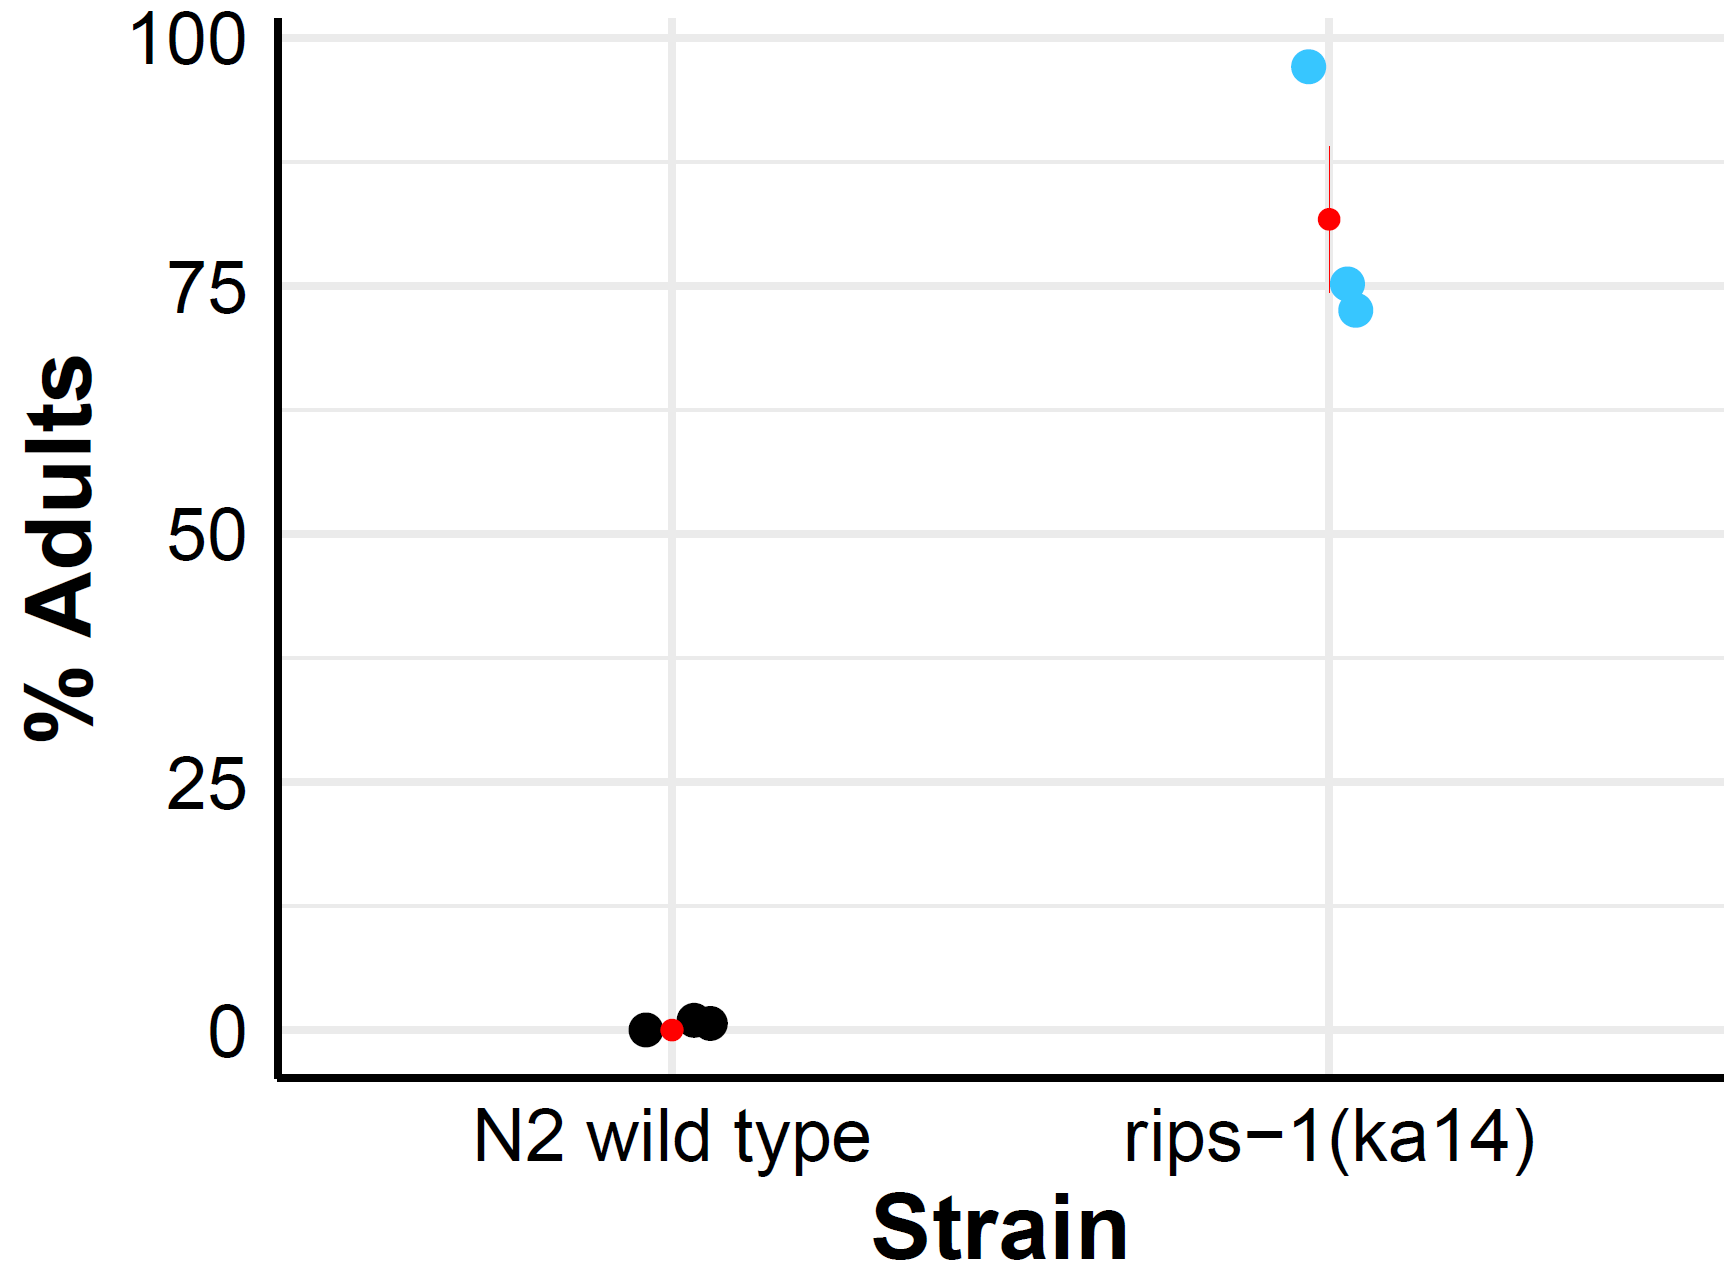 % Adults
100
75
50
25
0
N2 wild type
rips−1(ka14)
Strain